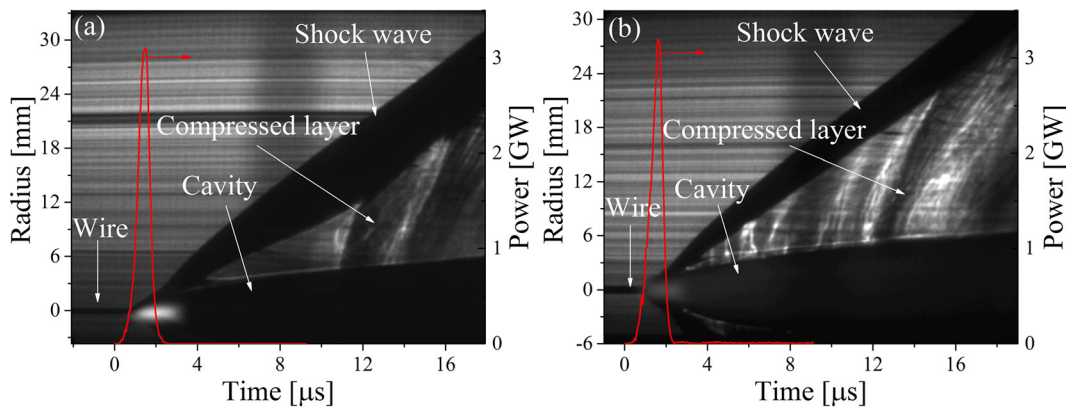 (a)
Shock wave
Compressed layer
Cavity
Wire
Radius [mm]
30
24
18
12
6
0
Time [μs]
0
4
8
12
16
Power [GW]
3
2
1
0
(b)
Shock wave
Compressed layer
Cavity
Wire
Radius [mm]
30
24
18
12
6
0
-6
Time [μs]
0
4
8
12
16
Power [GW]
3
2
1
0